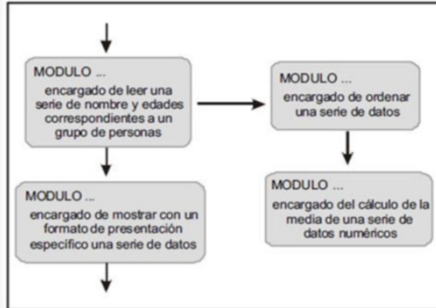 MODULO ...
encargado de leer una
serie de nombre y edades
correspondientes a un
grupo de personas
MODULO ...
encargado de ordenar
una serie de datos
MODULO ...
encargado de mostrar con un
formato de presentación
específico una serie de datos
MODULO ...
encargado del cálculo de la
media de una serie de
datos numéricos